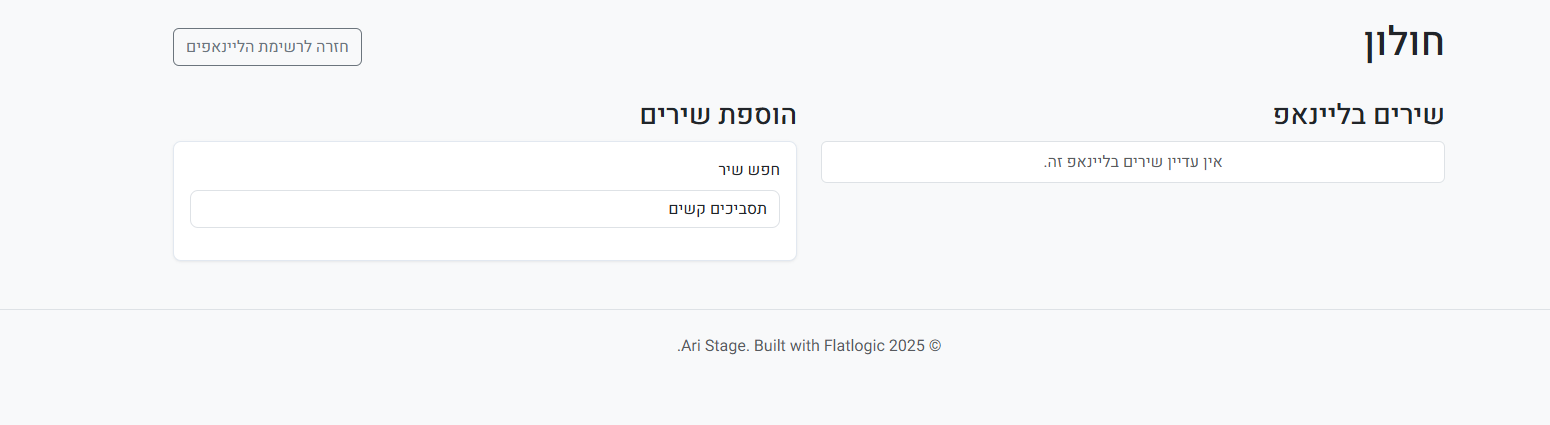 חולון
חזרה לרשימת הליינאפים
שירים בליינאפ
אין עדיין שירים בליינאפ זה.
הוספת שירים
חפש שיר
תסביכים קשים
© 2025 Ari Stage. Built with Flatlogic.